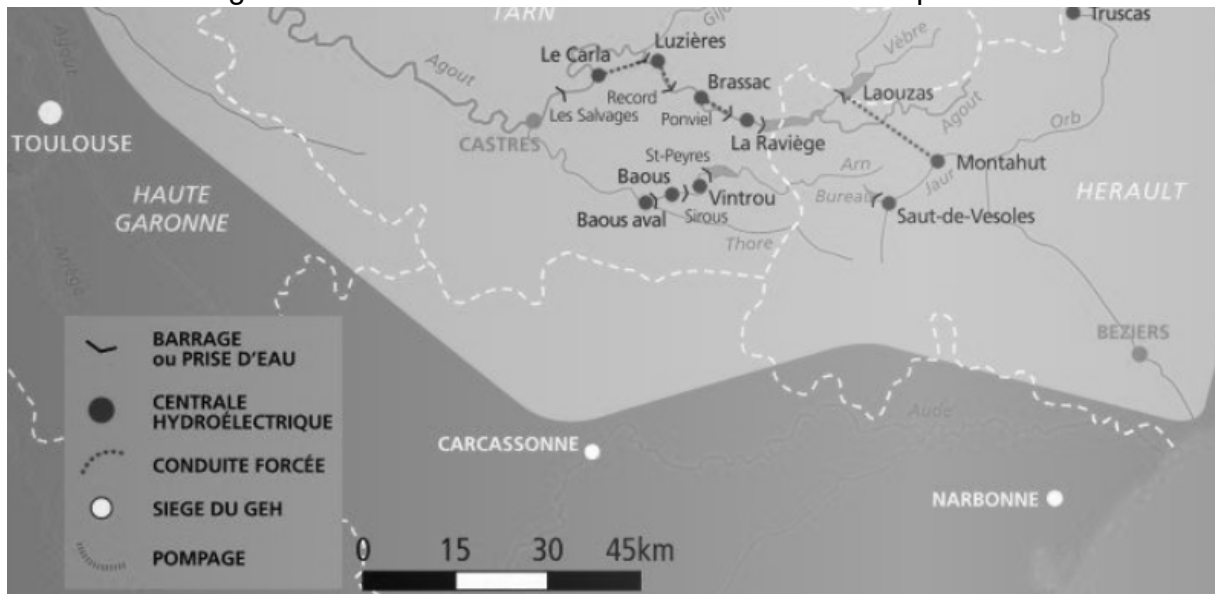 TARN
Gijou
Truscas
Agout
Le Carla
Luzières
Vèbre
Agout
Brassac
Laouzas
Record
Les Salvages
Ponviel
Agout
Orb
TOULOUSE
CASTRES
La Raviège
St-Peyres
Arn
Montahut
Baous
Jaur
HAUTE
GARONNE
Vintrou
Bureau
HERAULT
Baous aval
Sirous
Saut-de-Vesoles
Thore
Ariège
BARRAGE
ou PRISE D'EAU
BEZIERS
CENTRALE
HYDROÉLECTRIQUE
Aude
CARCASSONNE
CONDUITE FORCÉE
SIEGE DU GEH
NARBONNE
POMPAGE
0 15 30 45km